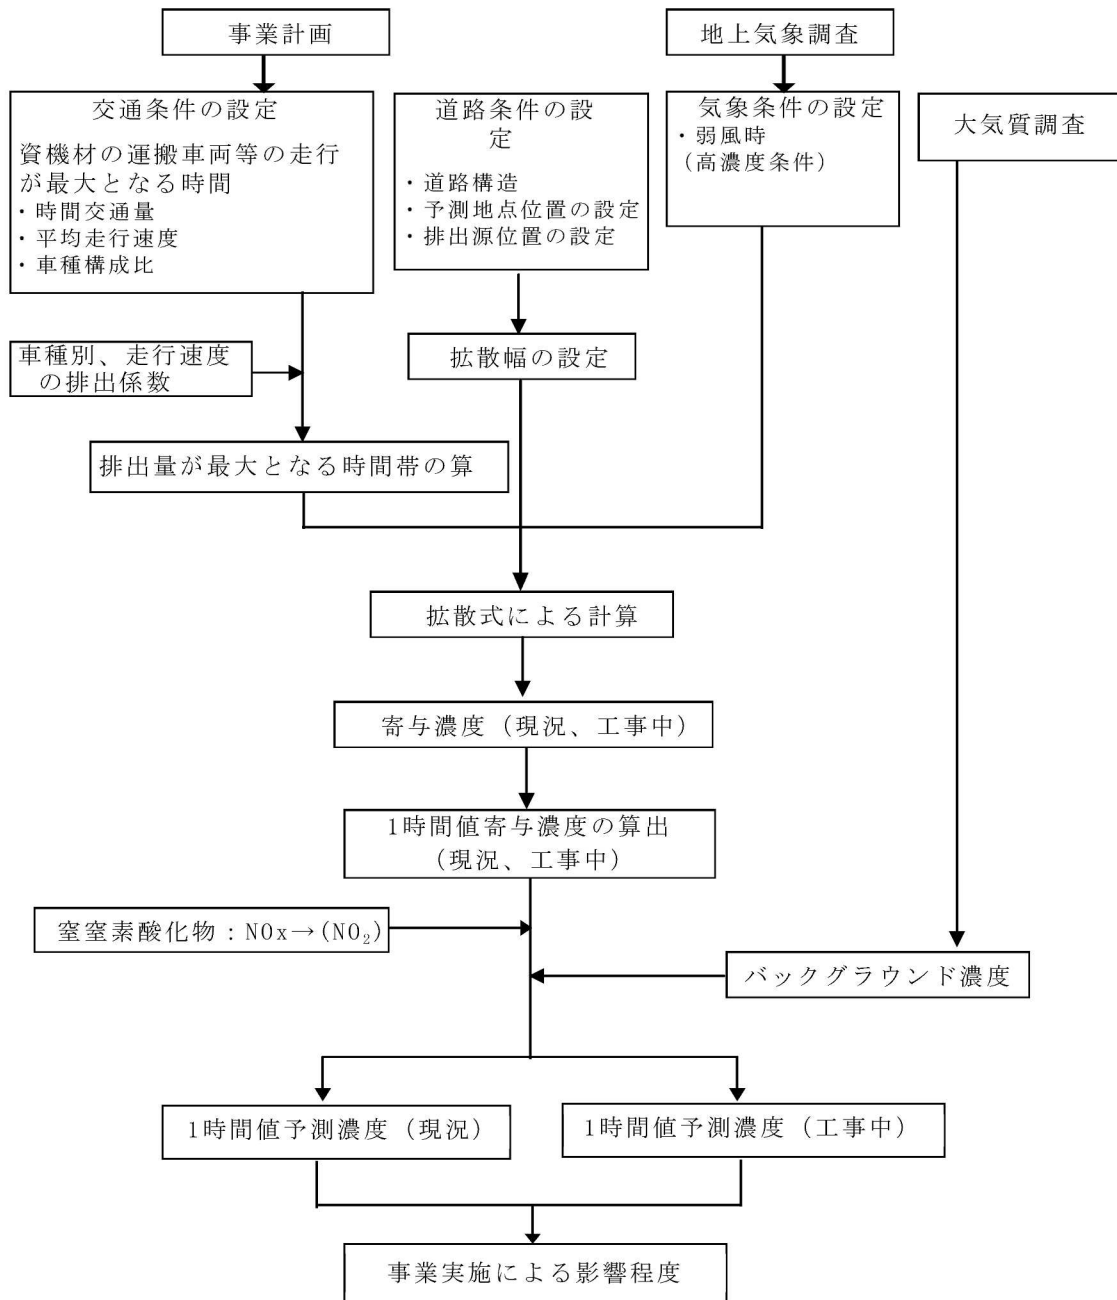 事業計画
地上気象調査
交通条件の設定
資機材の運搬車両等の走行
が最大となる時間
・時間交通量
・平均走行速度
・車種構成比
道路条件の設
定
・道路構造
・予測地点位置の設定
・排出源位置の設定
気象条件の設定
・弱風時
(高濃度条件)
大気質調査
車種別、走行速度
の排出係数
拡散幅の設定
排出量が最大となる時間帯の算
拡散式による計算
寄与濃度（現況、工事中）
1時間値寄与濃度の算出
（現況、工事中）
窒窒素酸化物：NOx→(NO₂)
バックグラウンド濃度
1時間値予測濃度（現況）
1時間値予測濃度（工事中）
事業実施による影響程度